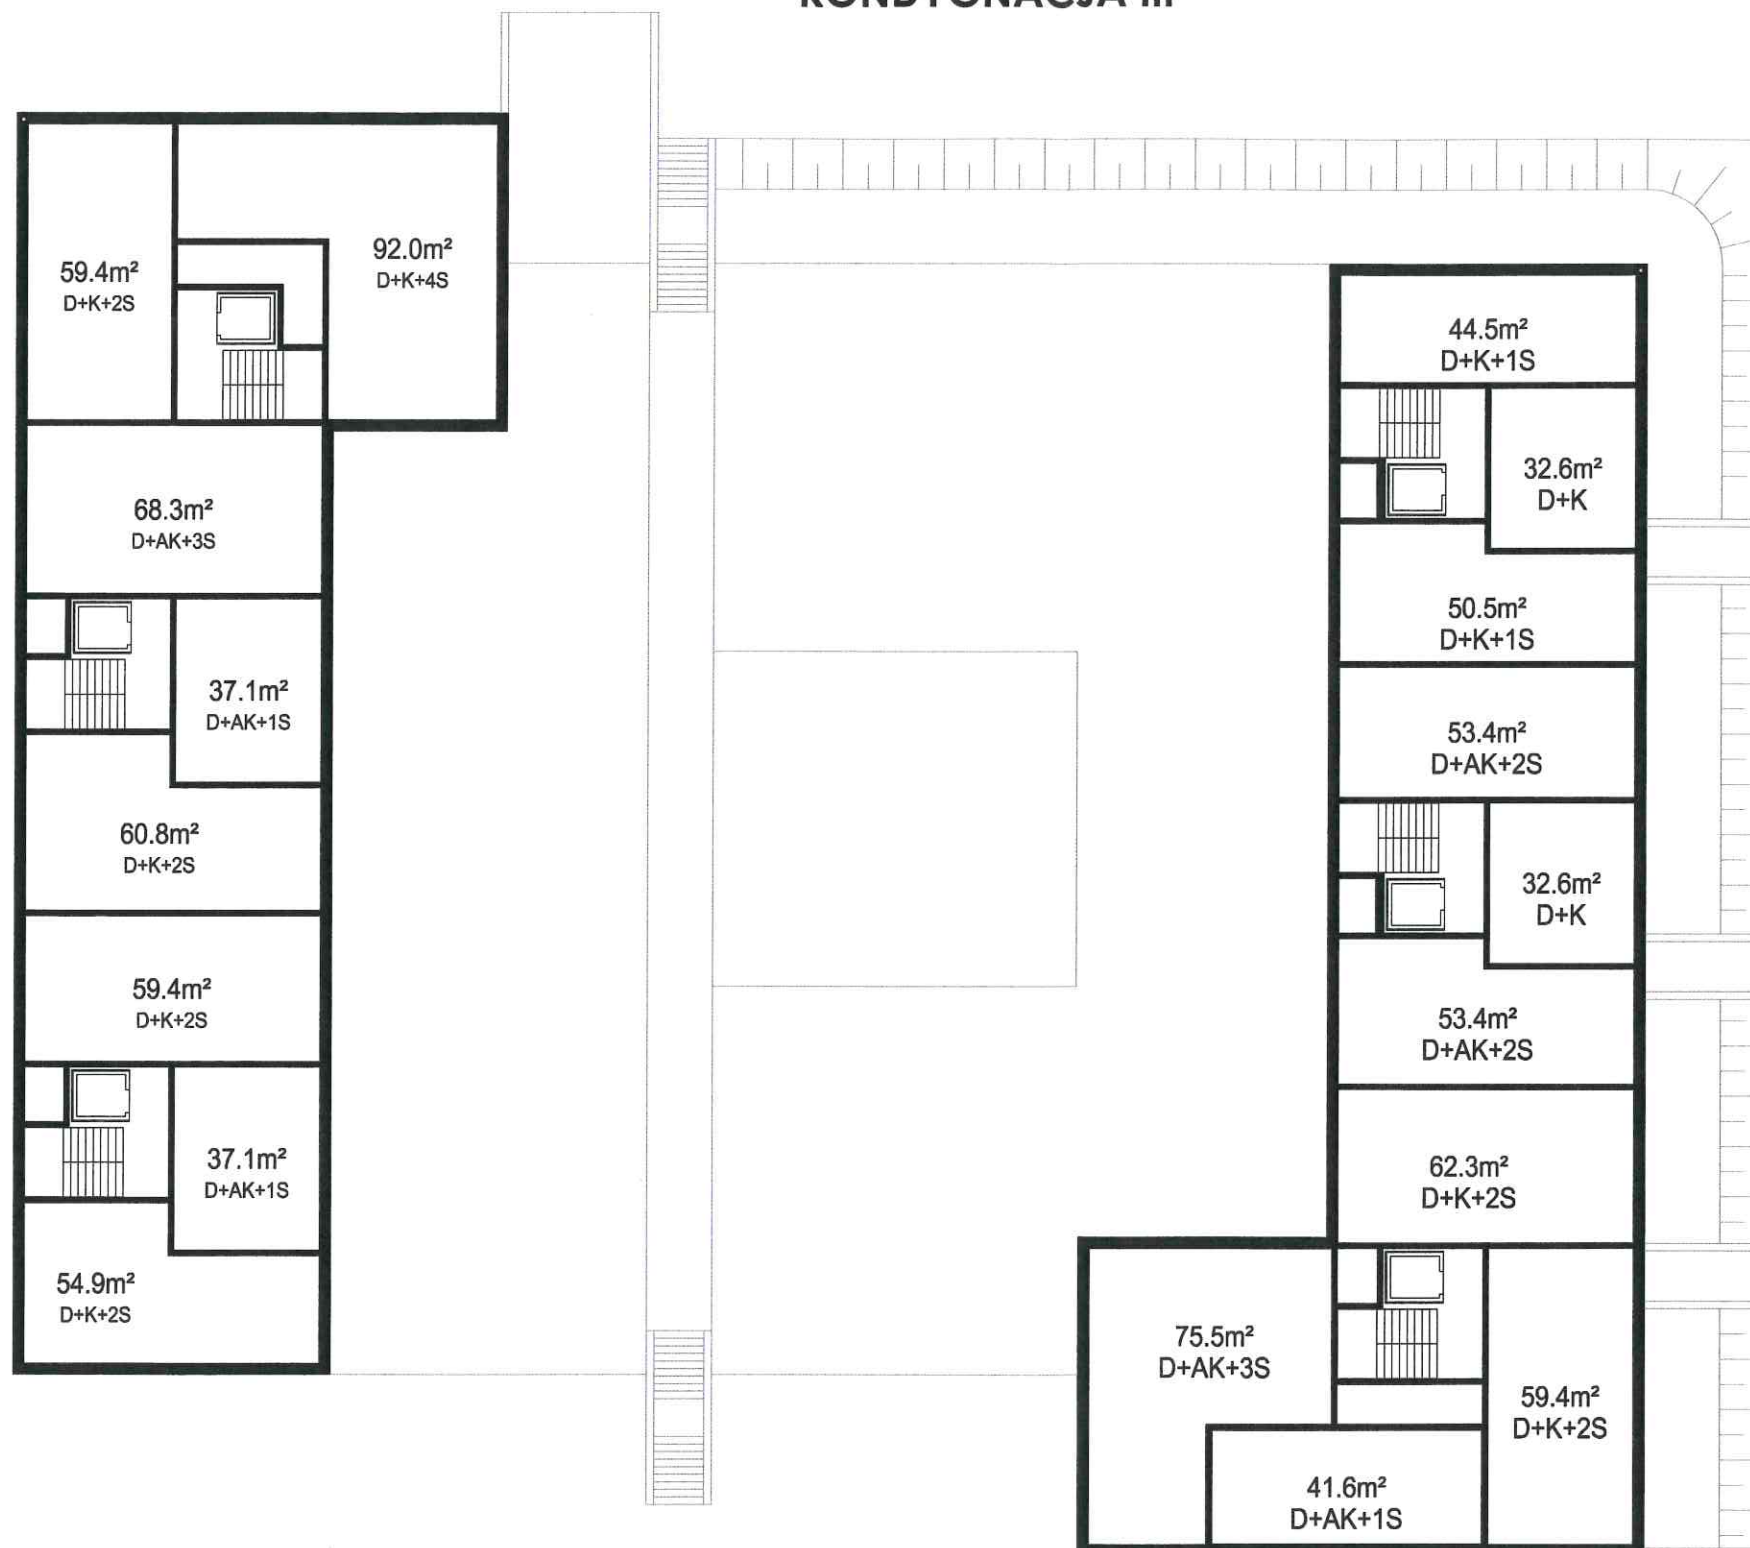 59.4m²
D+K+2S
92.0m²
D+K+4S
68.3m²
D+AK+3S
37.1m²
D+AK+1S
60.8m²
D+K+2S
59.4m²
D+K+2S
37.1m²
D+AK+1S
54.9m²
D+K+2S
44.5m²
D+K+1S
32.6m²
D+K
50.5m²
D+K+1S
53.4m²
D+AK+2S
32.6m²
D+K
53.4m²
D+AK+2S
62.3m²
D+K+2S
75.5m²
D+AK+3S
59.4m²
D+K+2S
41.6m²
D+AK+1S